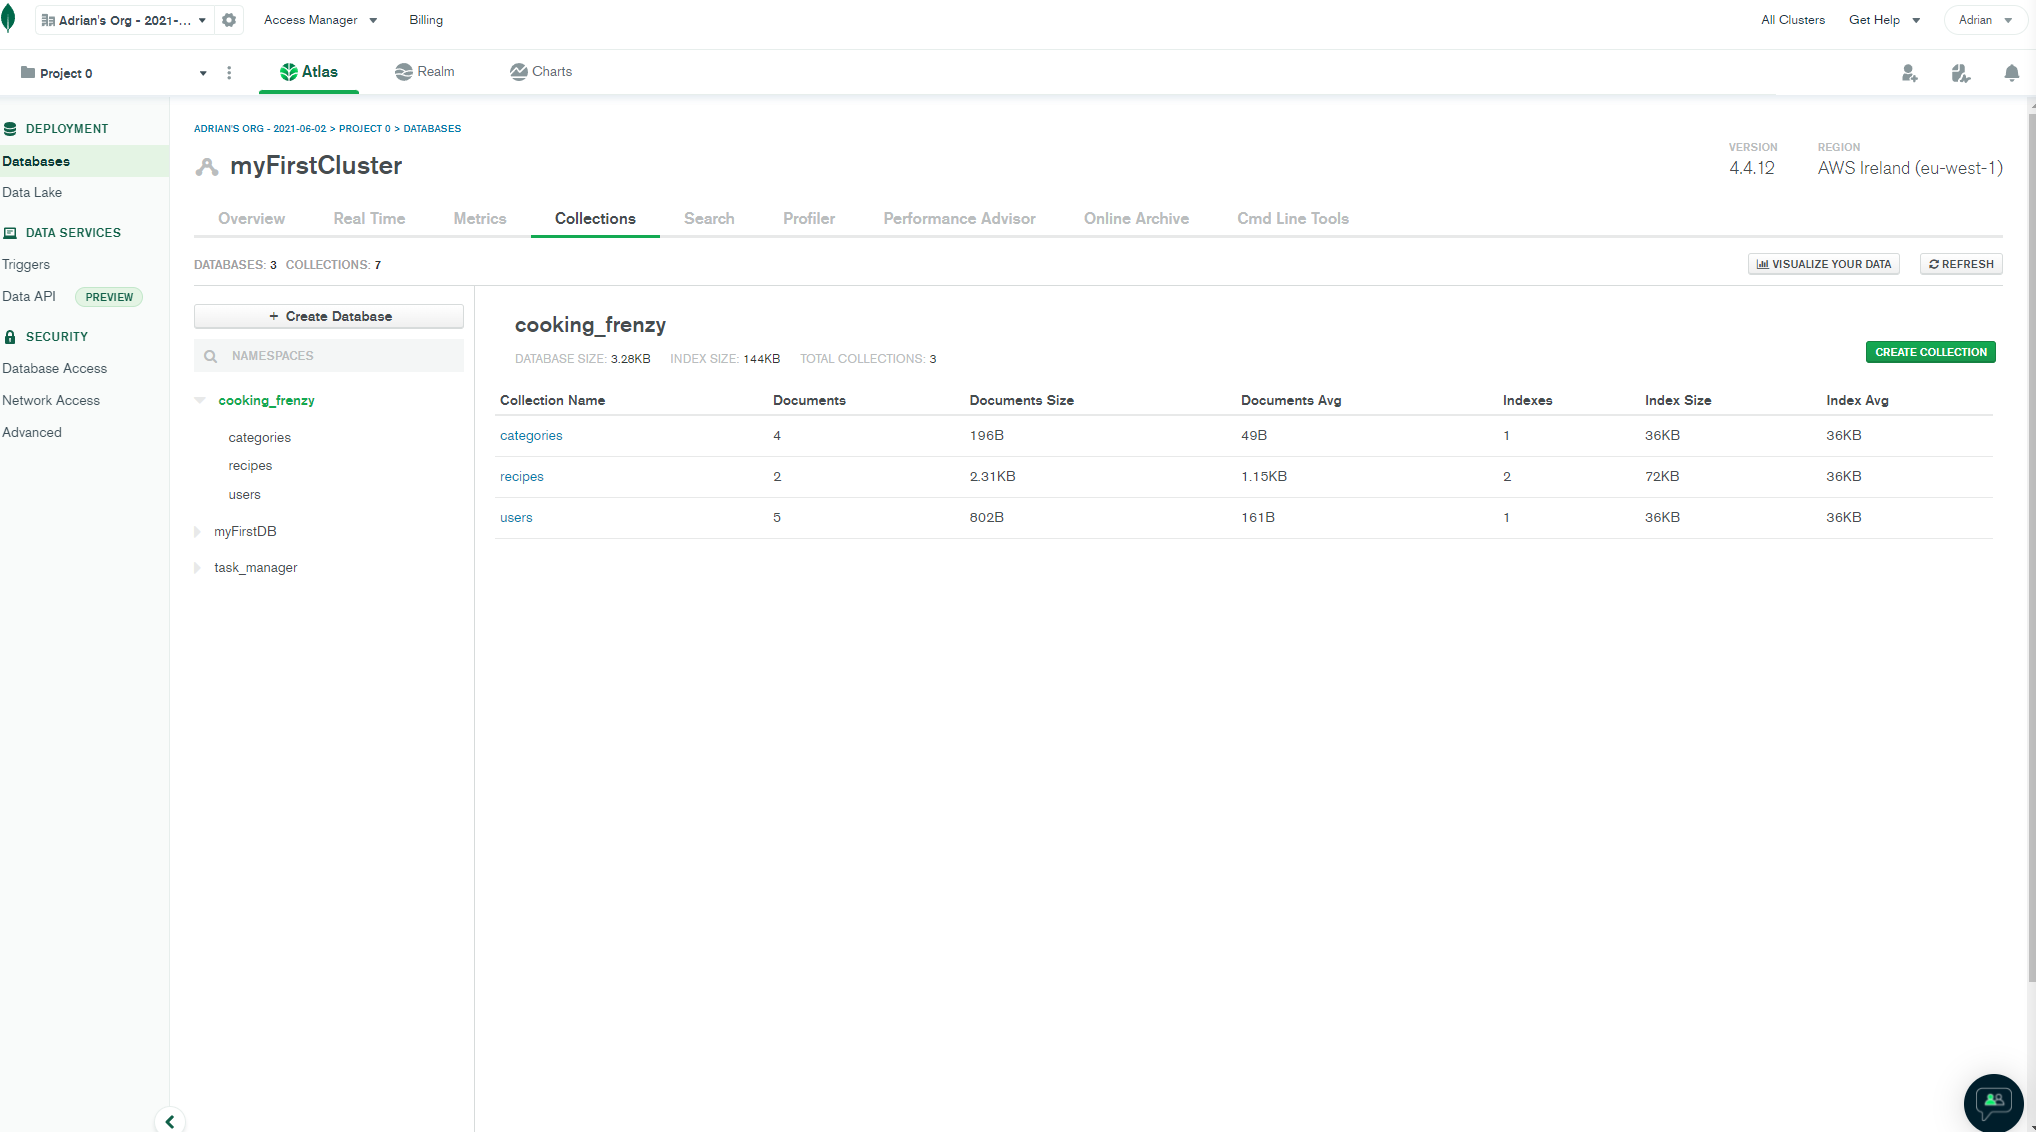 Adrian's Org - 2021-...
Access Manager
Billing
All Clusters
Get Help
Adrian
Project 0
Atlas
Realm
Charts
DEPLOYMENT
Databases
Data Lake
DATA SERVICES
Triggers
Data API PREVIEW
SECURITY
Database Access
Network Access
Advanced
ADRIAN'S ORG - 2021-06-02 > PROJECT 0 > DATABASES
myFirstCluster
VERSION
4.4.12
REGION
AWS Ireland (eu-west-1)
Overview Real Time Metrics Collections Search Profiler Performance Advisor Online Archive Cmd Line Tools
DATABASES: 3 COLLECTIONS: 7
VISUALIZE YOUR DATA
REFRESH
+ Create Database
NAMESPACES
cooking_frenzy
categories
recipes
users
myFirstDB
task_manager
cooking_frenzy
DATABASE SIZE: 3.28KB INDEX SIZE: 144KB TOTAL COLLECTIONS: 3
CREATE COLLECTION
Collection Name Documents Documents Size Documents Avg Indexes Index Size Index Avg
categories 4 196B 49B 1 36KB 36KB
recipes 2 2.31KB 1.15KB 2 72KB 36KB
users 5 802B 161B 1 36KB 36KB